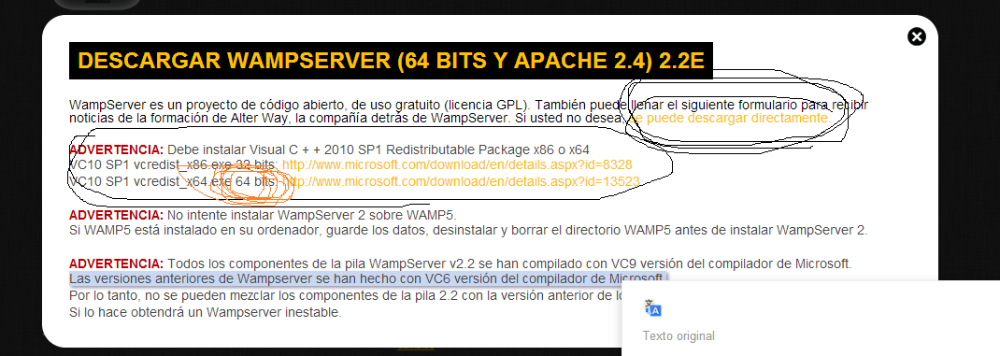 DESCARGAR WAMPSERVER (64 BITS Y APACHE 2.4) 2.2E
WampServer es un proyecto de código abierto, de uso gratuito (licencia GPL). También puede llenar el siguiente formulario para recibir
noticias de la formación de Alter Way, la compañía detrás de WampServer. Si usted no desea, se puede descargar directamente.
ADVERTENCIA: Debe instalar Visual C + + 2010 SP1 Redistributable Package x86 o x64
VC10 SP1 vcredist_x86.exe 32 bits: http://www.microsoft.com/download/en/details.aspx?id=8328
VC10 SP1 vcredist_x64.exe 64 bits: http://www.microsoft.com/download/en/details.aspx?id=13523
ADVERTENCIA: No intente instalar WampServer 2 sobre WAMP5.
Si WAMP5 está instalado en su ordenador, guarde los datos, desinstalar y borrar el directorio WAMP5 antes de instalar WampServer 2.
ADVERTENCIA: Todos los componentes de la pila WampServer v2.2 se han compilado con VC9 versión del compilador de Microsoft.
Las versiones anteriores de Wampserver se han hecho con VC6 versión del compilador de Microsoft.
Por lo tanto, no se pueden mezclar los componentes de la pila 2.2 con la versión anterior de
Si lo hace obtendrá un Wampserver inestable.
Texto original